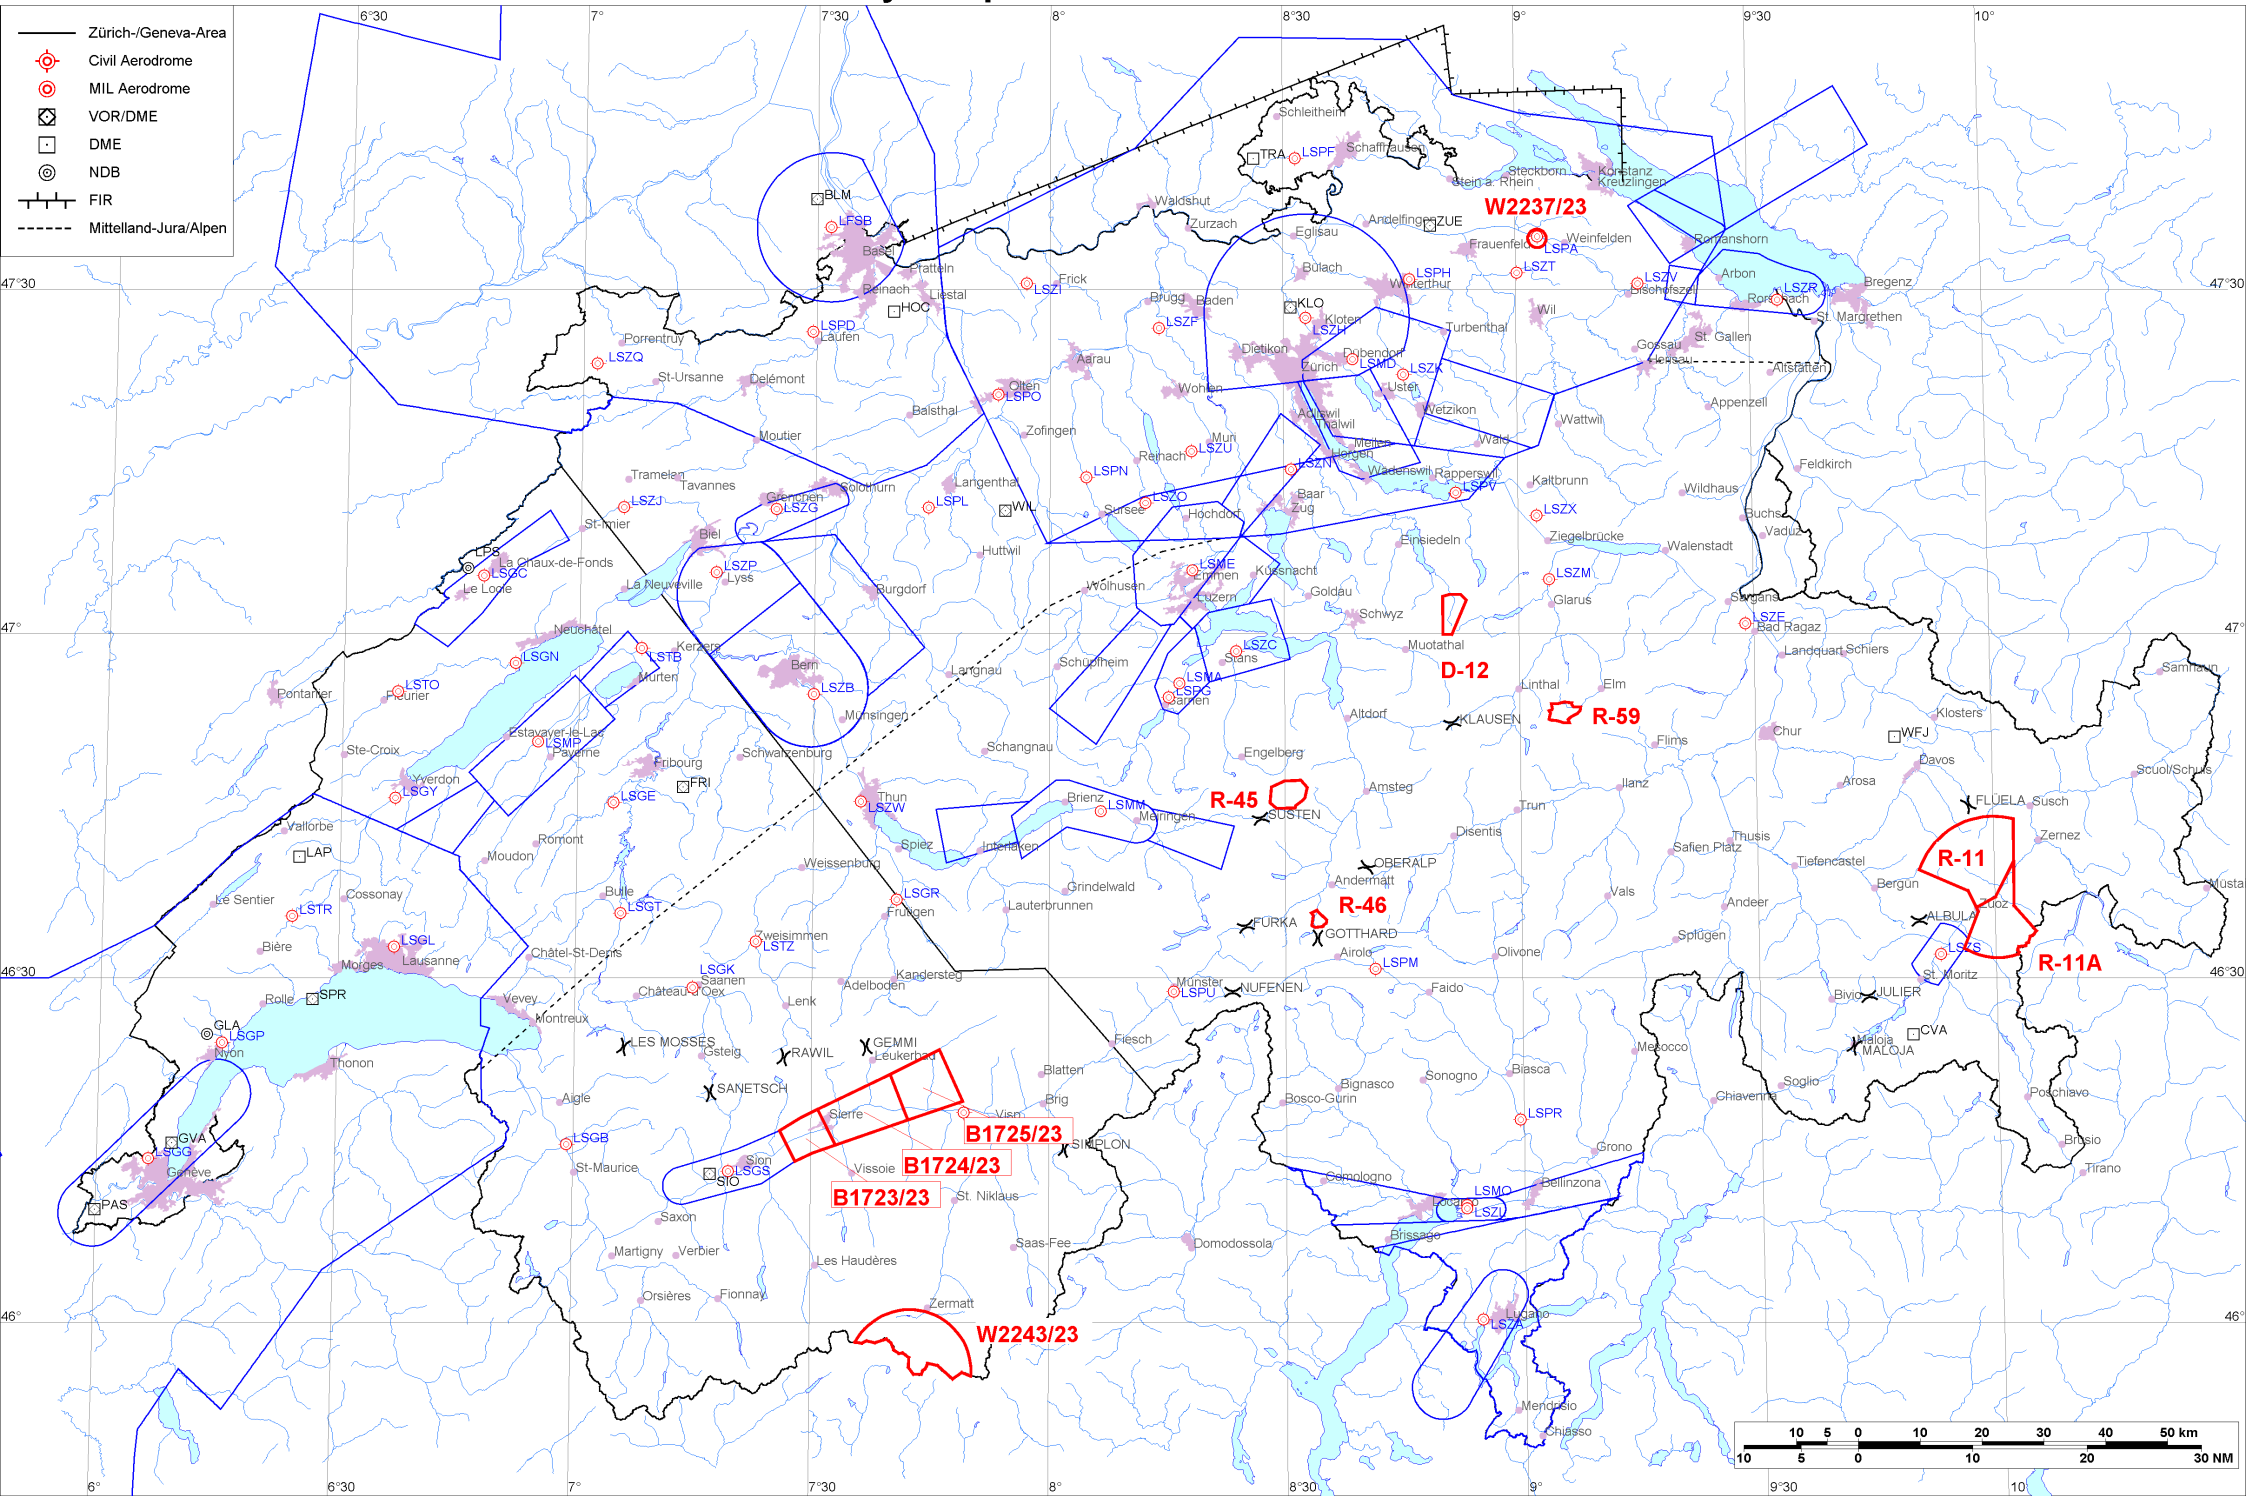 6°30
7°
7°30
8°
8°30
9°
9°30
10°
Zürich-/Geneva-Area
Civil Aerodrome
MIL Aerodrome
VOR/DME
DME
NDB
FIR
Mittelland-Jura/Alpen
Schleitheim
TRA
LSPF
Schaffhausen
Steckborn
Stein a. Rhein
Konstanz
Kreuzlingen
BLM
LFSB
Basel
Waldshut
Zurzach
Eglisau
Andelfingen
ZUE
W2237/23
LSPA
Weinfelden
Frauenfeld
Romanshorn
Pratteln
Reinach
Liestal
HOC
LSZI
Frick
Bülach
LSPH
Winterthur
LSZT
LSZV
Bischofszell
Arbon
LSZR
Rorschach
Bregenz
St. Margrethen
47°30
47°30
LSPD
Laufen
Brugg
Baden
LSZF
KLO
Kloten
LSZH
Turbenthal
Wil
St. Gallen
Gossau
Herisau
Altstätten
Porrentruy
LSZQ
St-Ursanne
Delémont
Aarau
Dietikon
Zürich
Dübendorf
LSMD
LSZK
Uster
Olten
LSPO
Wohlen
Balsthal
Adliswil
Thalwil
Wetzikon
Wattwil
Appenzell
Moutier
Zofingen
Muri
LSZU
Reinach
Meilen
Horgen
Wald
Tramelan
Tavannes
LSPN
LSZN
Wädenswil
Rapperswil
LSPV
Kaltbrunn
Feldkirch
Wildhaus
Grenchen
LSZG
Solothurn
Langenthal
LSPL
WIL
LSZJ
St-Imier
LSZO
Sursee
Hochdorf
Baar
Zug
LSZX
Buchs
Vaduz
Biel
Huttwil
Einsiedeln
Ziegelbrücke
Walenstadt
LPS
La Chaux-de-Fonds
LSGC
Le Locle
LSZP
Lyss
La Neuveville
Burgdorf
Wolhusen
LSME
Emmen
Luzern
Küssnacht
Goldau
Schwyz
LSZM
Glarus
Sargans
LSZE
Bad Ragaz
47°
47°
Neuchâtel
LSGN
LSTB
Kerzers
Murten
Bern
LSZB
Langnau
Schüpfheim
LSZC
Stans
LSMA
LSPG
Sarnen
Muotathal
D-12
Landquart
Schiers
Samnaun
Pontarlier
LSTO
Fleurier
Münsingen
Altdorf
KLAUSEN
Linthal
Elm
R-59
Klosters
Ste-Croix
Estavayer-le-Lac
LSMP
Payerne
Fribourg
FRI
Schwarzenburg
Schangnau
Engelberg
Flims
Chur
WFJ
Davos
Scuol/Schuls
Yverdon
LSGY
LSGE
Thun
LSZW
Brienz
LSMM
Meiringen
R-45
SUSTEN
Amsteg
Trun
Ilanz
Arosa
FLÜELA
Susch
Vallorbe
LAP
Romont
Moudon
Weissenburg
Spiez
Interlaken
OBERALP
Disentis
Safien Platz
Thusis
Tiefencastel
Zernez
R-11
Le Sentier
Cossonay
LSTR
Bulle
LSGT
LSGR
Frutigen
Grindelwald
Lauterbrunnen
Andermatt
R-46
FURKA
GOTTHARD
Vals
Andeer
Bergün
Zuoz
ALBULA
Bière
LSGL
Lausanne
Morges
Châtel-St-Denis
Zweisimmen
LSTZ
Airolo
LSPM
Olivone
Splügen
LSZS
R-11A
46°30
46°30
Rolle
SPR
Vevey
Montreux
LSGK
Saanen
Château-d'Oex
Lenk
Adelboden
Kandersteg
Münster
LSPU
NUFENEN
Faido
Bivio
JULIER
St. Moritz
GLA
LSGP
Nyon
Thonon
LES MOSSES
Gsteig
RAWIL
GEMMI
Leukerbad
Fiesch
Mesocco
Maloja
MALOJA
CVA
SANETSCH
Aigle
Blatten
Brig
Bignasco
Bosco-Gurin
Sonogno
Biasca
Soglio
Chiavenna
Poschiavo
Sierre
B1725/23
SIMPLON
LSPR
GVA
LSGG
Genève
LSGB
St-Maurice
Sion
LSGS
SIO
Vissoie
B1724/23
B1723/23
St. Niklaus
Comologno
Grono
Bellinzona
Brusio
Tirano
PAS
Saxon
LSMO
LSZL
Brissago
Martigny
Verbier
Les Haudères
Saas-Fee
Domodossola
Orsières
Fionnay
Zermatt
W2243/23
46°
46°
Lugano
LSZA
Mendrisio
Chiasso
10 5 0 10 20 30 40 50 km
10 5 0 10 20 30 NM
6°
6°30
7°
7°30
8°
8°30
9°
9°30
10°